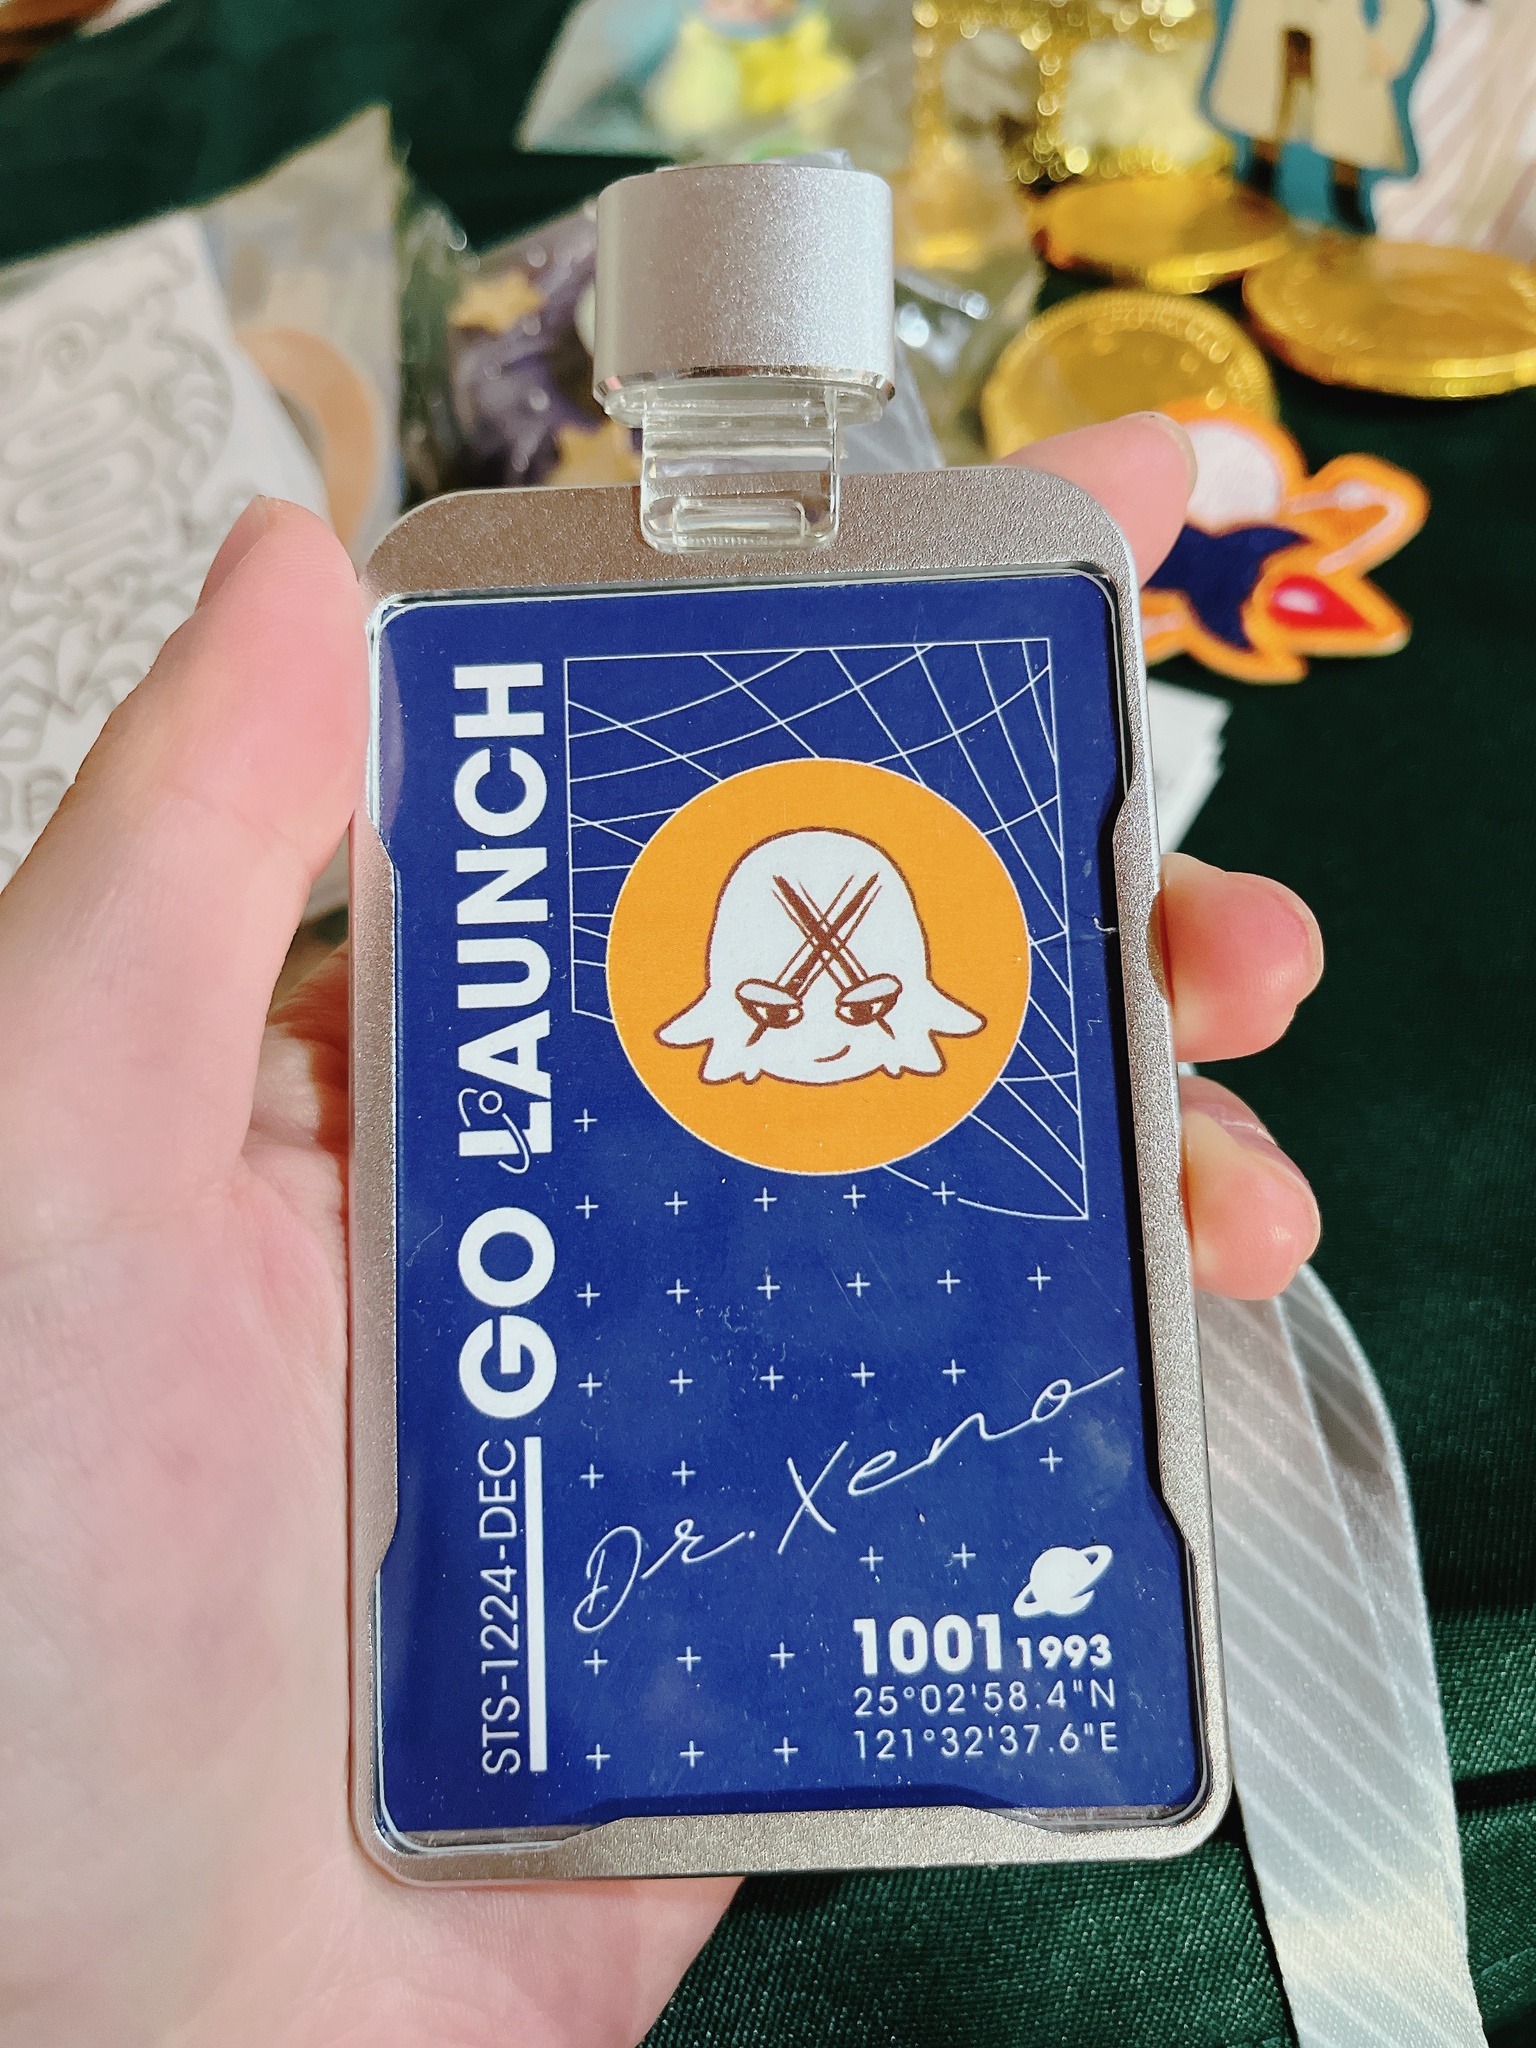 GO LAUNCH
STS-1224-DEC
Dr. Xeno
1001 1993
25°02'58.4"N
121°32'37.6"E